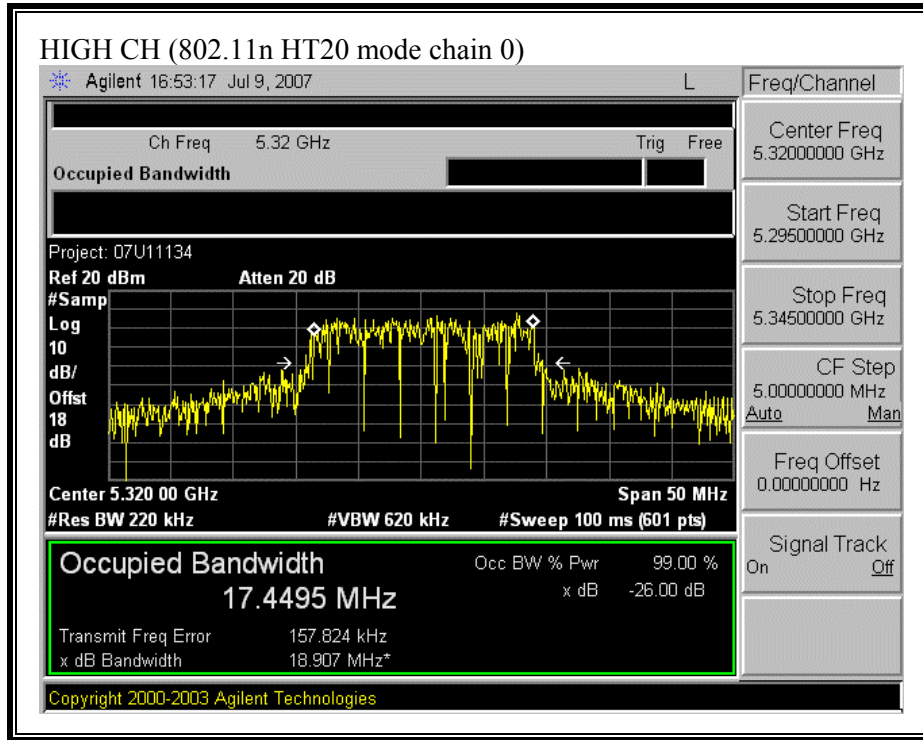 HIGH CH (802.11n HT20 mode chain 0)
Agilent 16:53:17 Jul 9, 2007 L
Freq/Channel
Ch Freq 5.32 GHz Trig Free
Occupied Bandwidth
Center Freq
5.32000000 GHz
Start Freq
5.29500000 GHz
Stop Freq
5.34500000 GHz
CF Step
5.00000000 MHz
Auto Man
Freq Offset
0.00000000 Hz
Signal Track
On Off
Project: 07U11134
Ref 20 dBm Atten 20 dB
#Samp
Log
10
dB/
Offst
18
dB
Center 5.320 00 GHz Span 50 MHz
#Res BW 220 kHz #VBW 620 kHz #Sweep 100 ms (601 pts)
Occupied Bandwidth
17.4495 MHz
Occ BW % Pwr 99.00 %
x dB -26.00 dB
Transmit Freq Error 157.824 kHz
x dB Bandwidth 18.907 MHz*
Copyright 2000-2003 Agilent Technologies